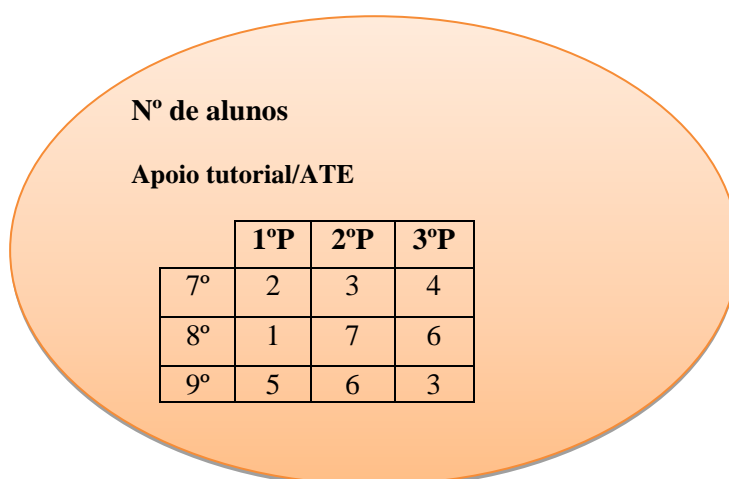 Nº de alunos
Apoio tutorial/ATE
1ºP 2ºP 3ºP
7º 2 3 4
8º 1 7 6
9º 5 6 3